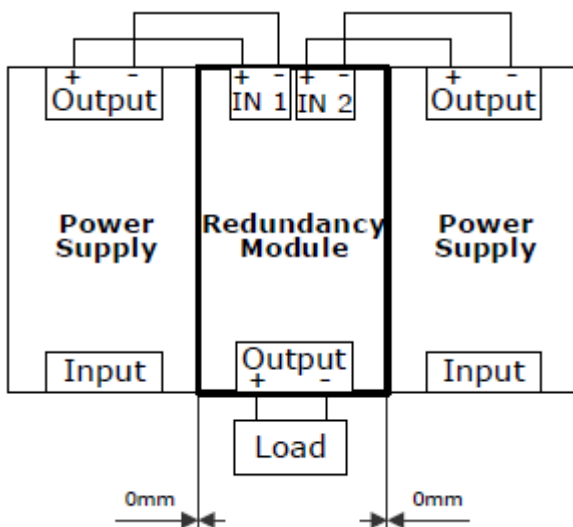 + - + - + - + -
Output IN 1 IN 2 Output
Power Redundancy Power
Supply Module Supply
Input Output Input
+ -
Load
0mm 0mm